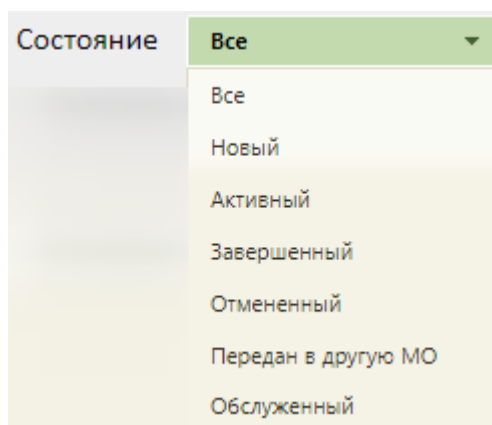 Состояние Все
Все
Новый
Активный
Завершенный
Отмененный
Передан в другую МО
Обслуженный